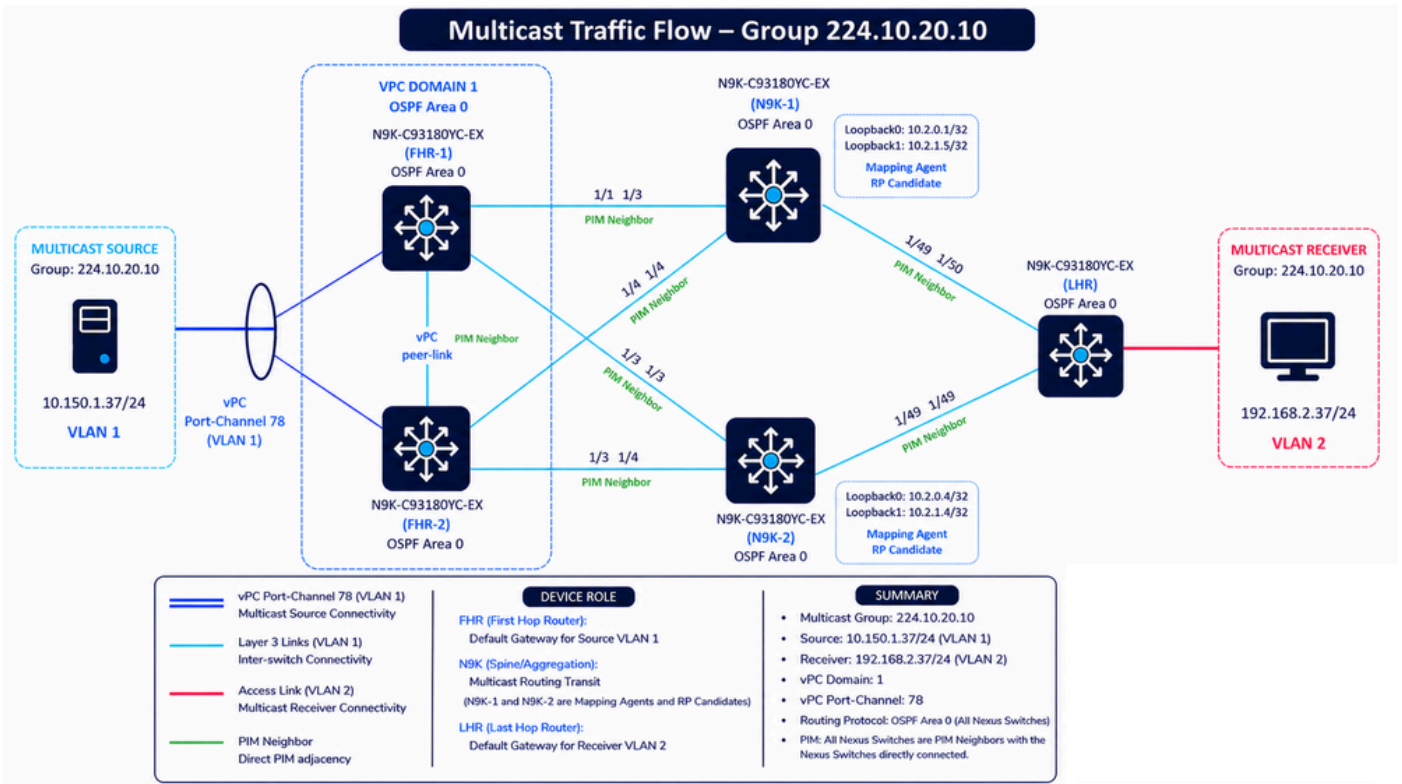 Multicast Traffic Flow – Group 224.10.20.10
VPC DOMAIN 1
OSPF Area 0
N9K-C93180YC-EX
(FHR-1)
OSPF Area 0
N9K-C93180YC-EX
(N9K-1)
OSPF Area 0
Loopback0: 10.2.0.1/32
Loopback1: 10.2.1.5/32
Mapping Agent
RP Candidate
1/1 1/3
PIM Neighbor
MULTICAST SOURCE
Group: 224.10.20.10
10.150.1.37/24
VLAN 1
vPC
Port-Channel 78
(VLAN 1)
vPC
peer-link
PIM Neighbor
1/4 1/4
PIM Neighbor
1/3 1/3
PIM Neighbor
1/49 1/50
PIM Neighbor
N9K-C93180YC-EX
(LHR)
OSPF Area 0
MULTICAST RECEIVER
Group: 224.10.20.10
192.168.2.37/24
VLAN 2
1/49 1/49
PIM Neighbor
1/3 1/4
PIM Neighbor
N9K-C93180YC-EX
(FHR-2)
OSPF Area 0
N9K-C93180YC-EX
(N9K-2)
OSPF Area 0
Loopback0: 10.2.0.4/32
Loopback1: 10.2.1.4/32
Mapping Agent
RP Candidate
vPC Port-Channel 78 (VLAN 1)
Multicast Source Connectivity
Layer 3 Links (VLAN 1)
Inter-switch Connectivity
Access Link (VLAN 2)
Multicast Receiver Connectivity
PIM Neighbor
Direct PIM adjacency
DEVICE ROLE
FHR (First Hop Router):
Default Gateway for Source VLAN 1
N9K (Spine/Aggregation):
Multicast Routing Transit
(N9K-1 and N9K-2 are Mapping Agents and RP Candidates)
LHR (Last Hop Router):
Default Gateway for Receiver VLAN 2
SUMMARY
• Multicast Group: 224.10.20.10
• Source: 10.150.1.37/24 (VLAN 1)
• Receiver: 192.168.2.37/24 (VLAN 2)
• vPC Domain: 1
• vPC Port-Channel: 78
• Routing Protocol: OSPF Area 0 (All Nexus Switches)
• PIM: All Nexus Switches are PIM Neighbors with the
Nexus Switches directly connected.